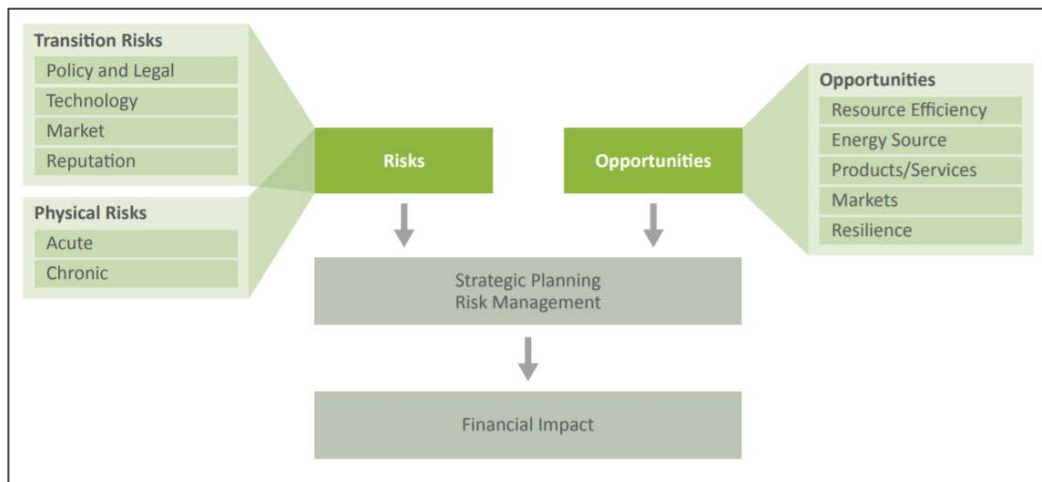 Transition Risks
Policy and Legal
Technology
Market
Reputation
Physical Risks
Acute
Chronic
Risks
Opportunities
Opportunities
Resource Efficiency
Energy Source
Products/Services
Markets
Resilience
Strategic Planning
Risk Management
Financial Impact